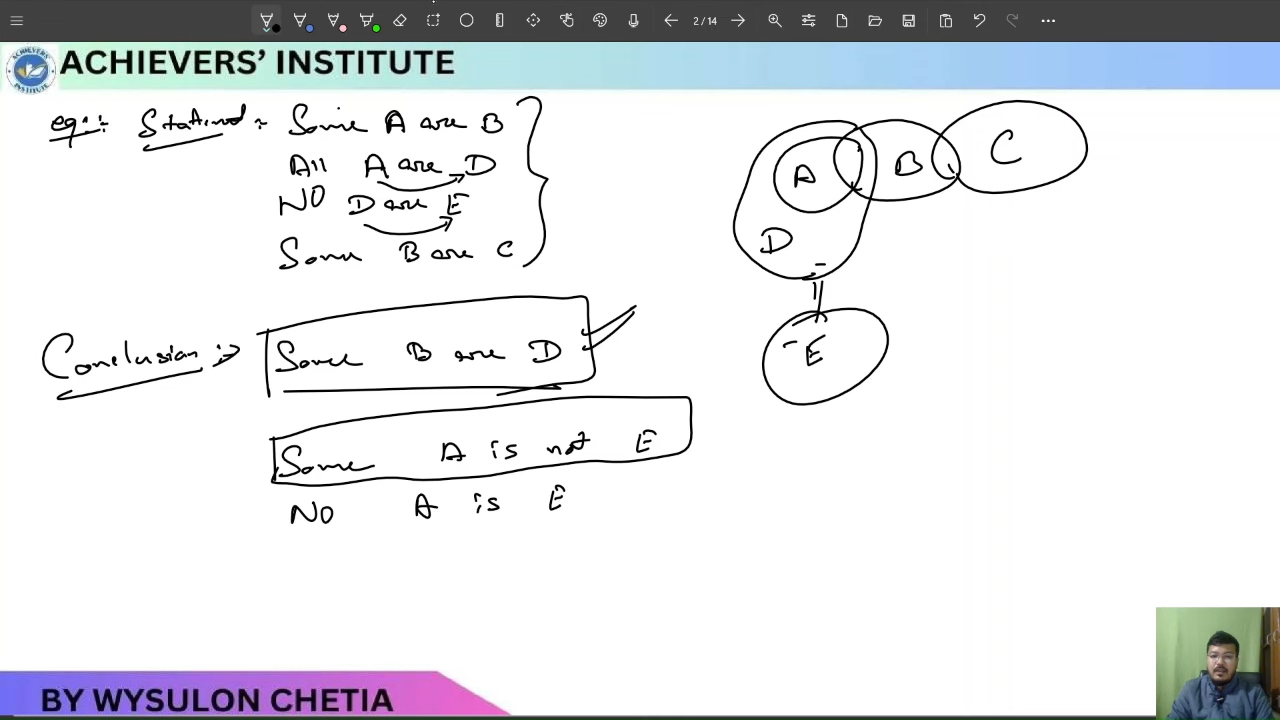 2 / 14
ACHIEVERS' INSTITUTE
eg:- Some A are B
All A are D
NO D are E
Some B are C
A B C
D
E
Conclusion :- Some B are D
Some A is not E
NO A is E
BY WYSULON CHETIA